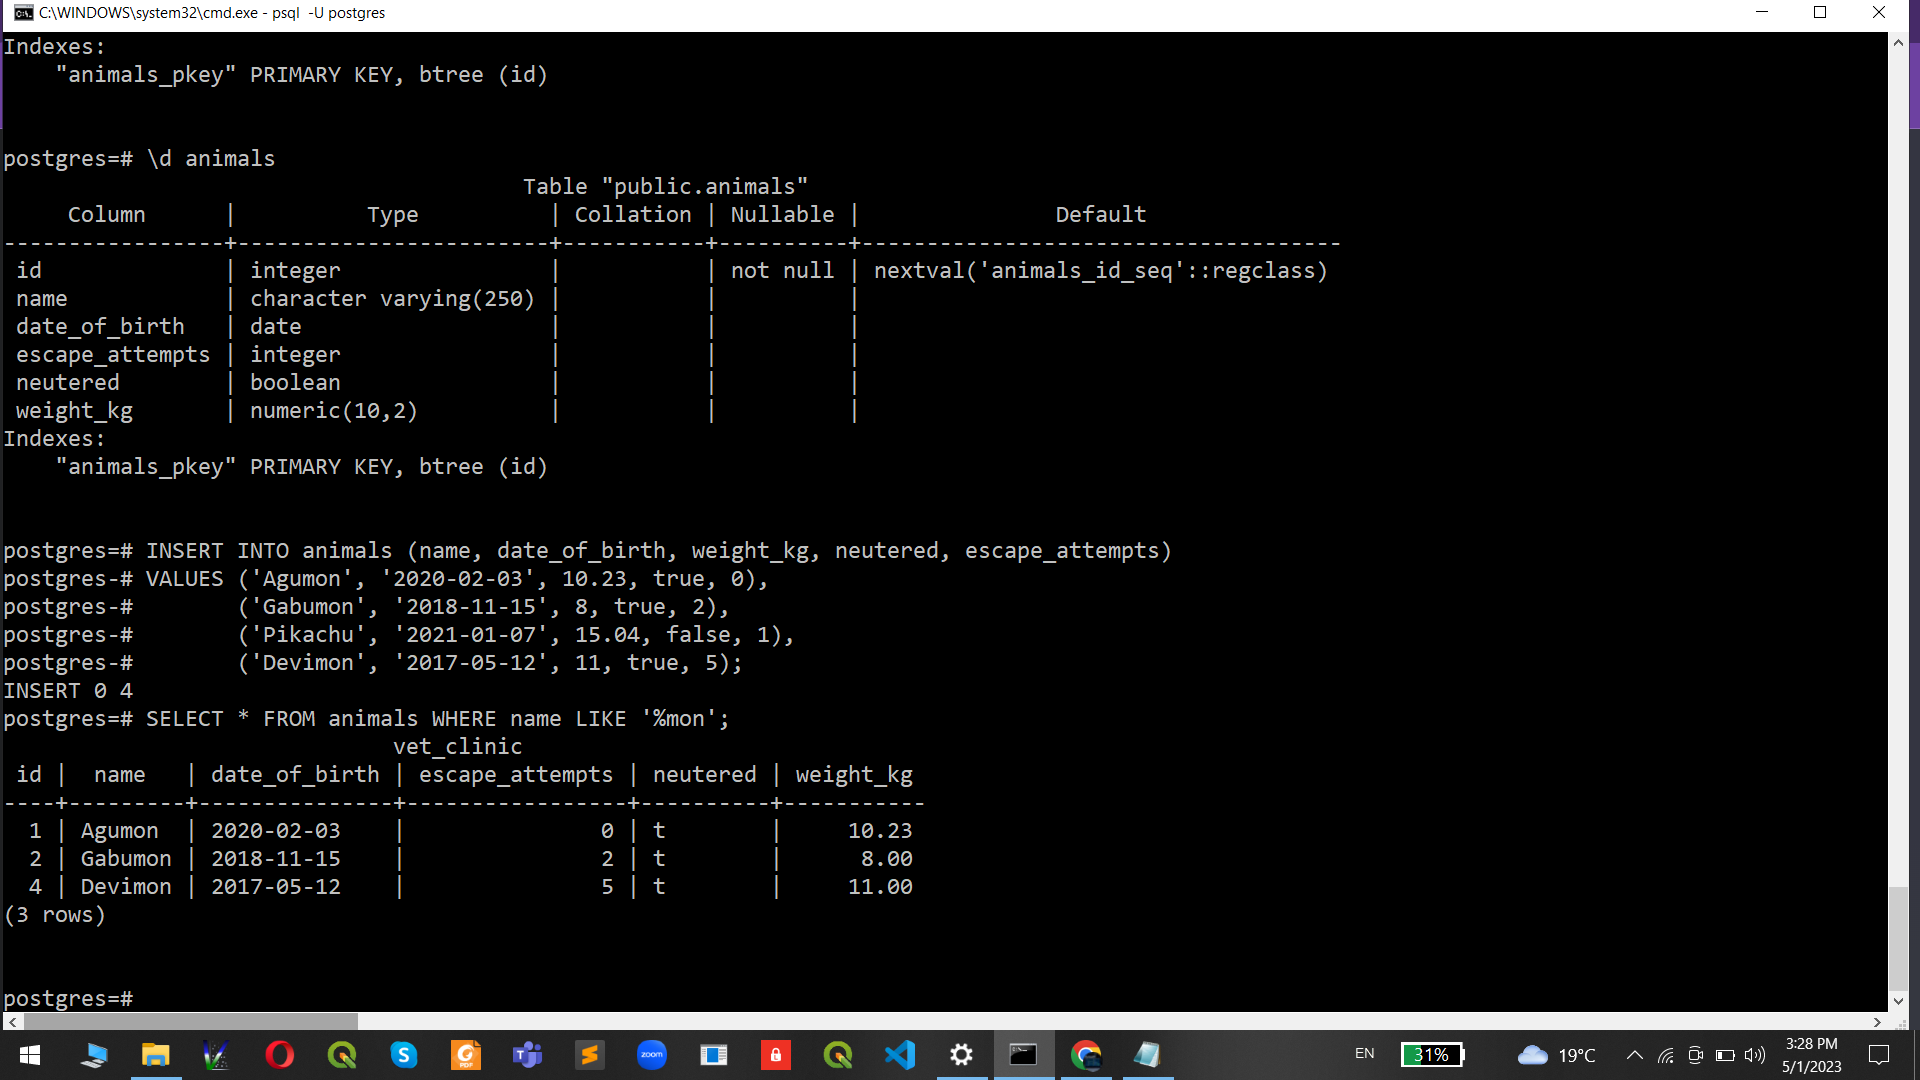 C:\WINDOWS\system32\cmd.exe - psql  -U postgres
Indexes:
    "animals_pkey" PRIMARY KEY, btree (id)
postgres=# \d animals
                                        Table "public.animals"
     Column      |          Type          | Collation | Nullable |               Default
-----------------+------------------------+-----------+----------+-------------------------------------
 id              | integer                |           | not null | nextval('animals_id_seq'::regclass)
 name            | character varying(250) |           |          |
 date_of_birth   | date                   |           |          |
 escape_attempts | integer                |           |          |
 neutered        | boolean                |           |          |
 weight_kg       | numeric(10,2)          |           |          |
Indexes:
    "animals_pkey" PRIMARY KEY, btree (id)
postgres=# INSERT INTO animals (name, date_of_birth, weight_kg, neutered, escape_attempts)
postgres-# VALUES ('Agumon', '2020-02-03', 10.23, true, 0),
postgres-#        ('Gabumon', '2018-11-15', 8, true, 2),
postgres-#        ('Pikachu', '2021-01-07', 15.04, false, 1),
postgres-#        ('Devimon', '2017-05-12', 11, true, 5);
INSERT 0 4
postgres=# SELECT * FROM animals WHERE name LIKE '%mon';
                              vet_clinic
 id |  name   | date_of_birth | escape_attempts | neutered | weight_kg
----+---------+---------------+-----------------+----------+-----------
  1 | Agumon  | 2020-02-03    |               0 | t        |     10.23
  2 | Gabumon | 2018-11-15    |               2 | t        |      8.00
  4 | Devimon | 2017-05-12    |               5 | t        |     11.00
(3 rows)
postgres=#
zoom
PDF
EN
31%
19°C
3:28 PM
5/1/2023